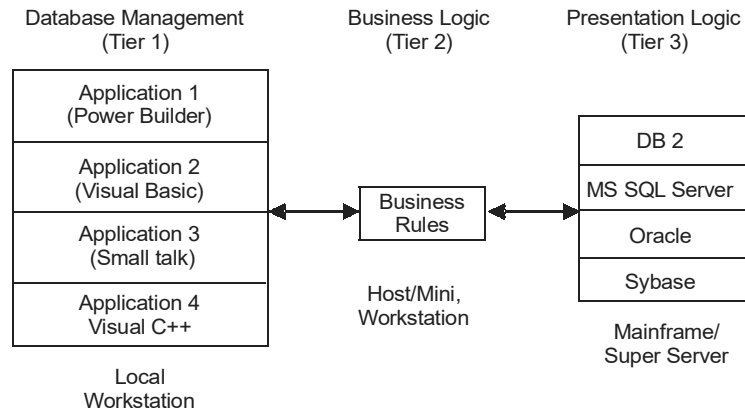 Database Management
(Tier 1)
Business Logic
(Tier 2)
Presentation Logic
(Tier 3)
Application 1
(Power Builder)
Application 2
(Visual Basic)
Application 3
(Small talk)
Application 4
Visual C++
Local
Workstation
Business
Rules
Host/Mini,
Workstation
DB 2
MS SQL Server
Oracle
Sybase
Mainframe/
Super Server